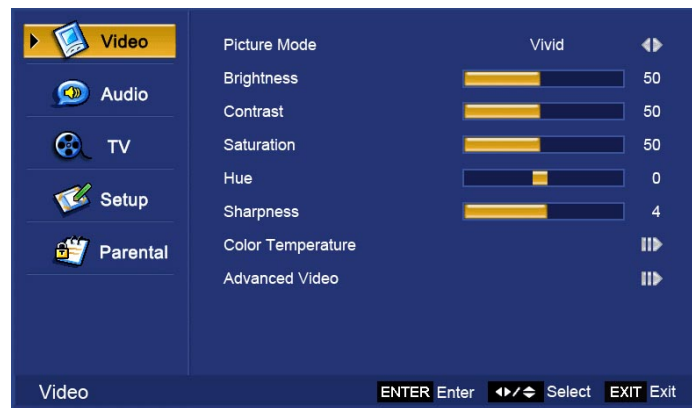 Video
Audio
TV
Setup
Parental
Picture Mode Vivid
Brightness 50
Contrast 50
Saturation 50
Hue 0
Sharpness 4
Color Temperature
Advanced Video
Video ENTER Enter Select EXIT Exit